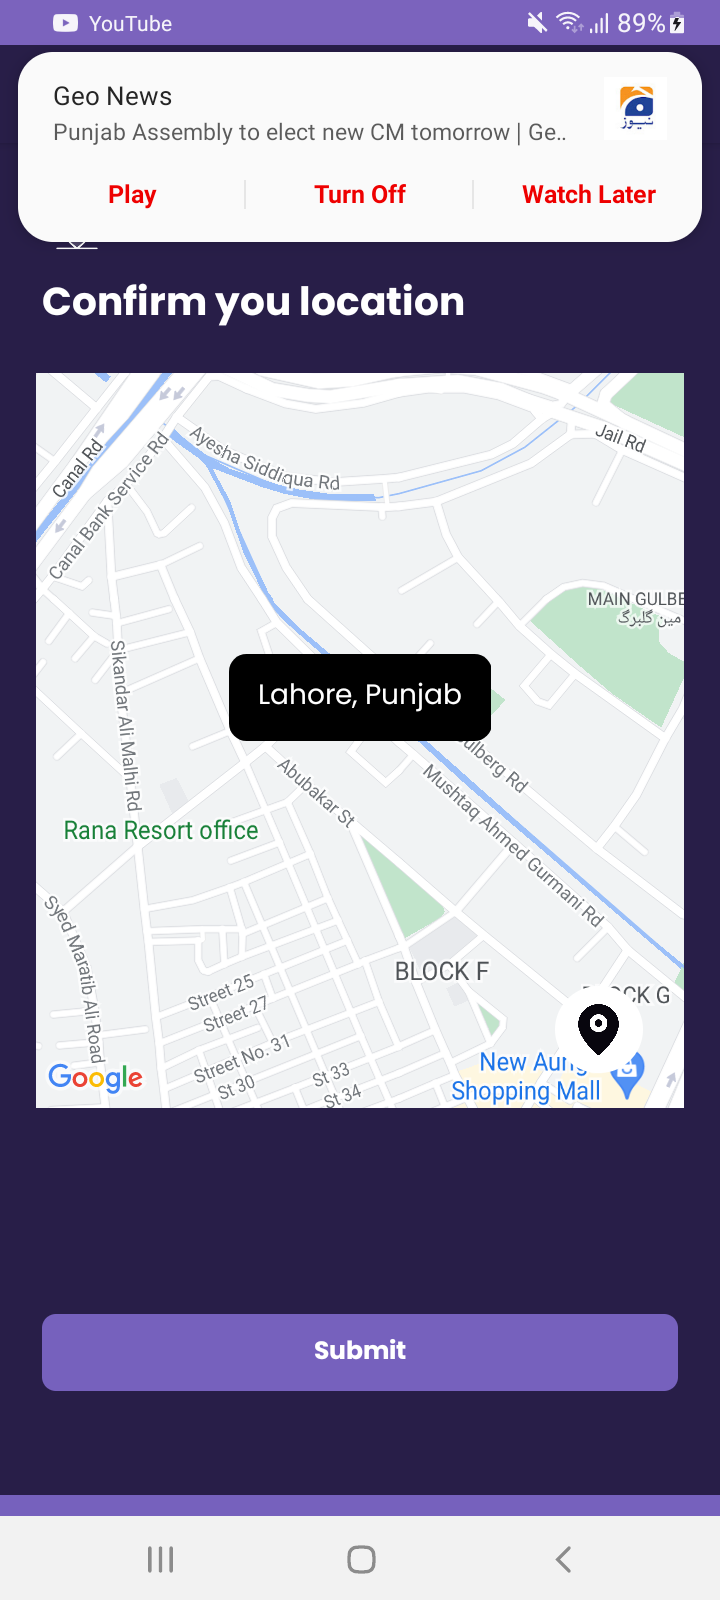 YouTube
89%
Geo News
Punjab Assembly to elect new CM tomorrow | Ge..
نیوز
Play
Turn Off
Watch Later
Confirm you location
Jail Rd
Ayesha Siddiqua Rd
Canal Rd
Canal Bank Service Rd
MAIN GULBE
مین گلبرگ
Sikandar Ali Malhi Rd
Lahore, Punjab
ulberg Rd
Abubakar St
Mushtaq Ahmed Gurmani Rd
Rana Resort office
Syed Maratib Ali Road
BLOCK F
CK G
Street 25
Street 27
Street No. 31
St 30
St 33
St 34
New Aurig
Shopping Mall
Google
Submit